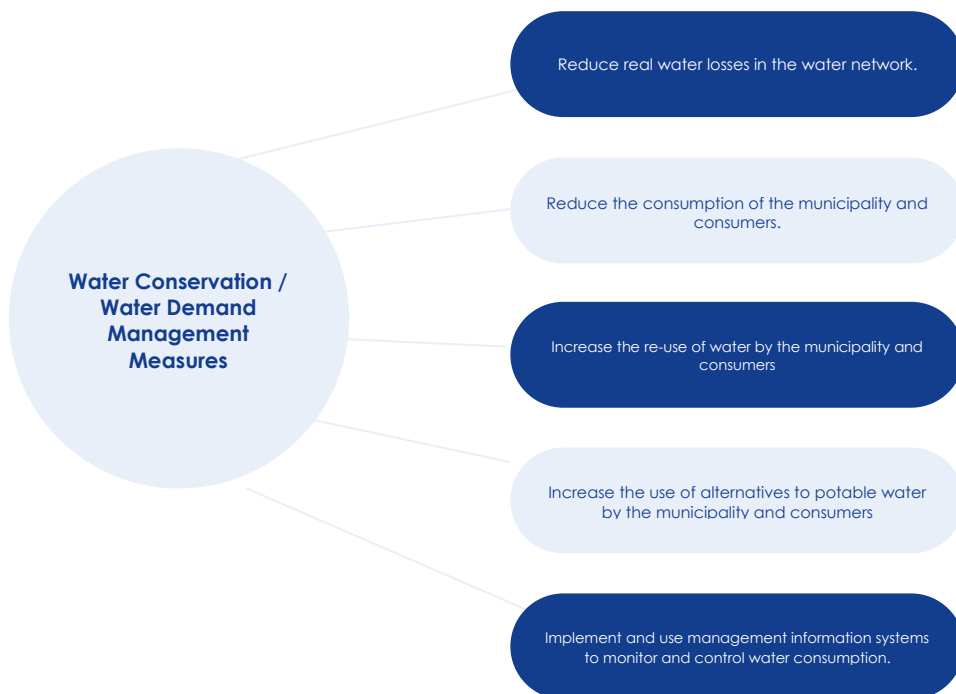 Reduce real water losses in the water network.
Reduce the consumption of the municipality and
consumers.
Water Conservation /
Water Demand
Management
Measures
Increase the re-use of water by the municipality and
consumers
Increase the use of alternatives to potable water
by the municipality and consumers
Implement and use management information systems
to monitor and control water consumption.